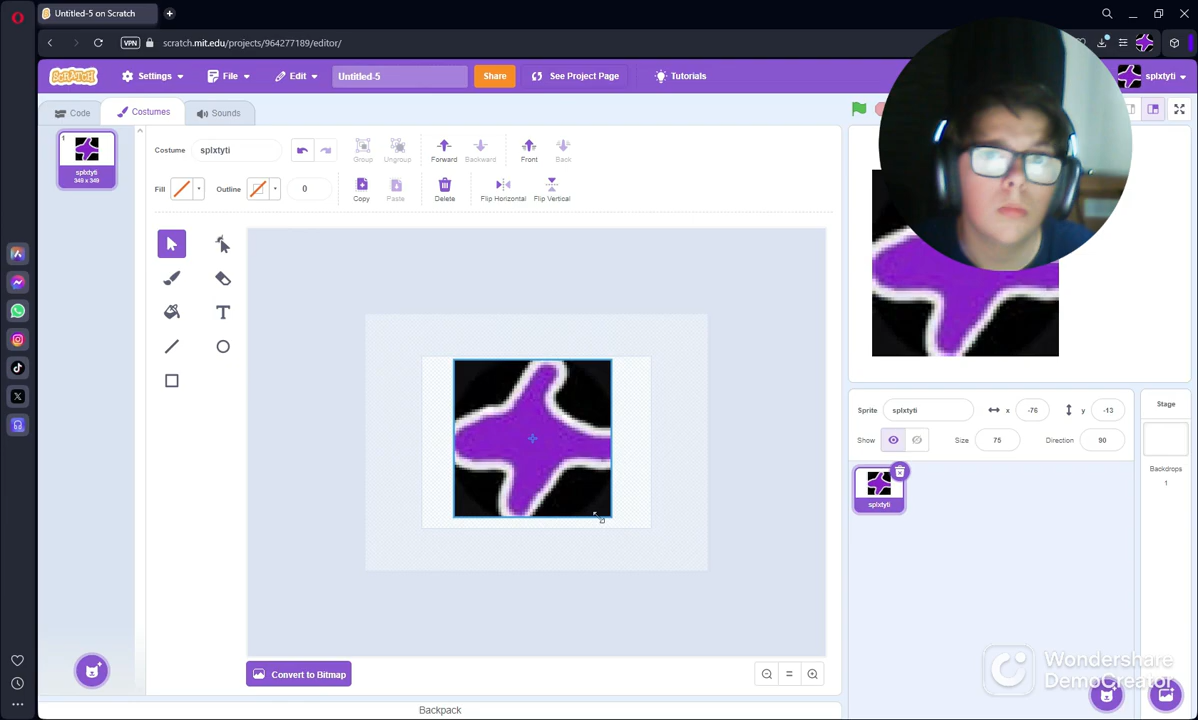 Untitled-5 on Scratch
VPN
scratch.mit.edu/projects/964277189/editor/
SCRATCH
Settings
File
Edit
Untitled-5
Share
See Project Page
Tutorials
splxtyti
Code
Costumes
Sounds
1
splxtyti
348 x 348
Costume
splxtyti
Group
Ungroup
Forward
Backward
Front
Back
Fill
Outline
0
Copy
Paste
Delete
Flip Horizontal
Flip Vertical
T
Convert to Bitmap
Backpack
Sprite
splxtyti
x
-76
y
-13
Show
Size
75
Direction
90
splxtyti
Stage
Backdrops
1
Wondershare
DemoCreator